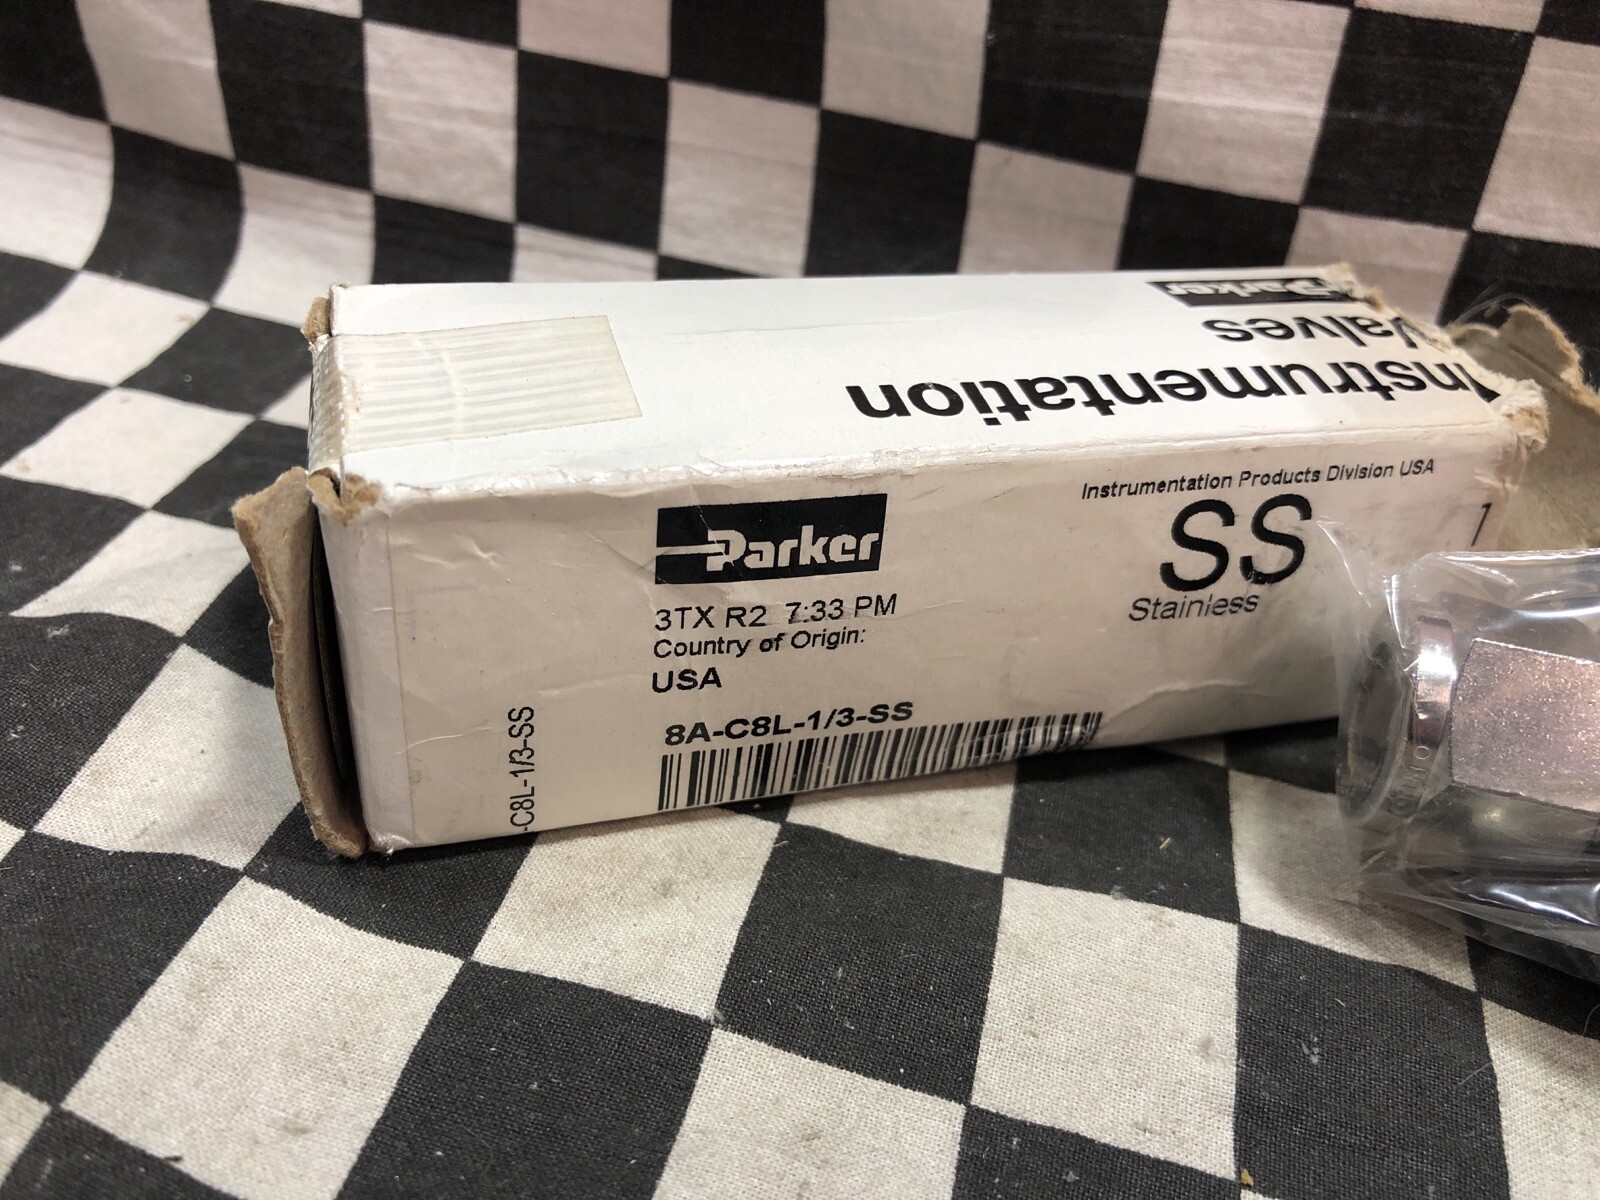 Parker
Instrumentation
Valves
Instrumentation Products Division USA
Parker
SS
Stainless
1
3TX R2 7:33 PM
Country of Origin:
USA
8A-C8L-1/3-SS
-C8L-1/3-SS